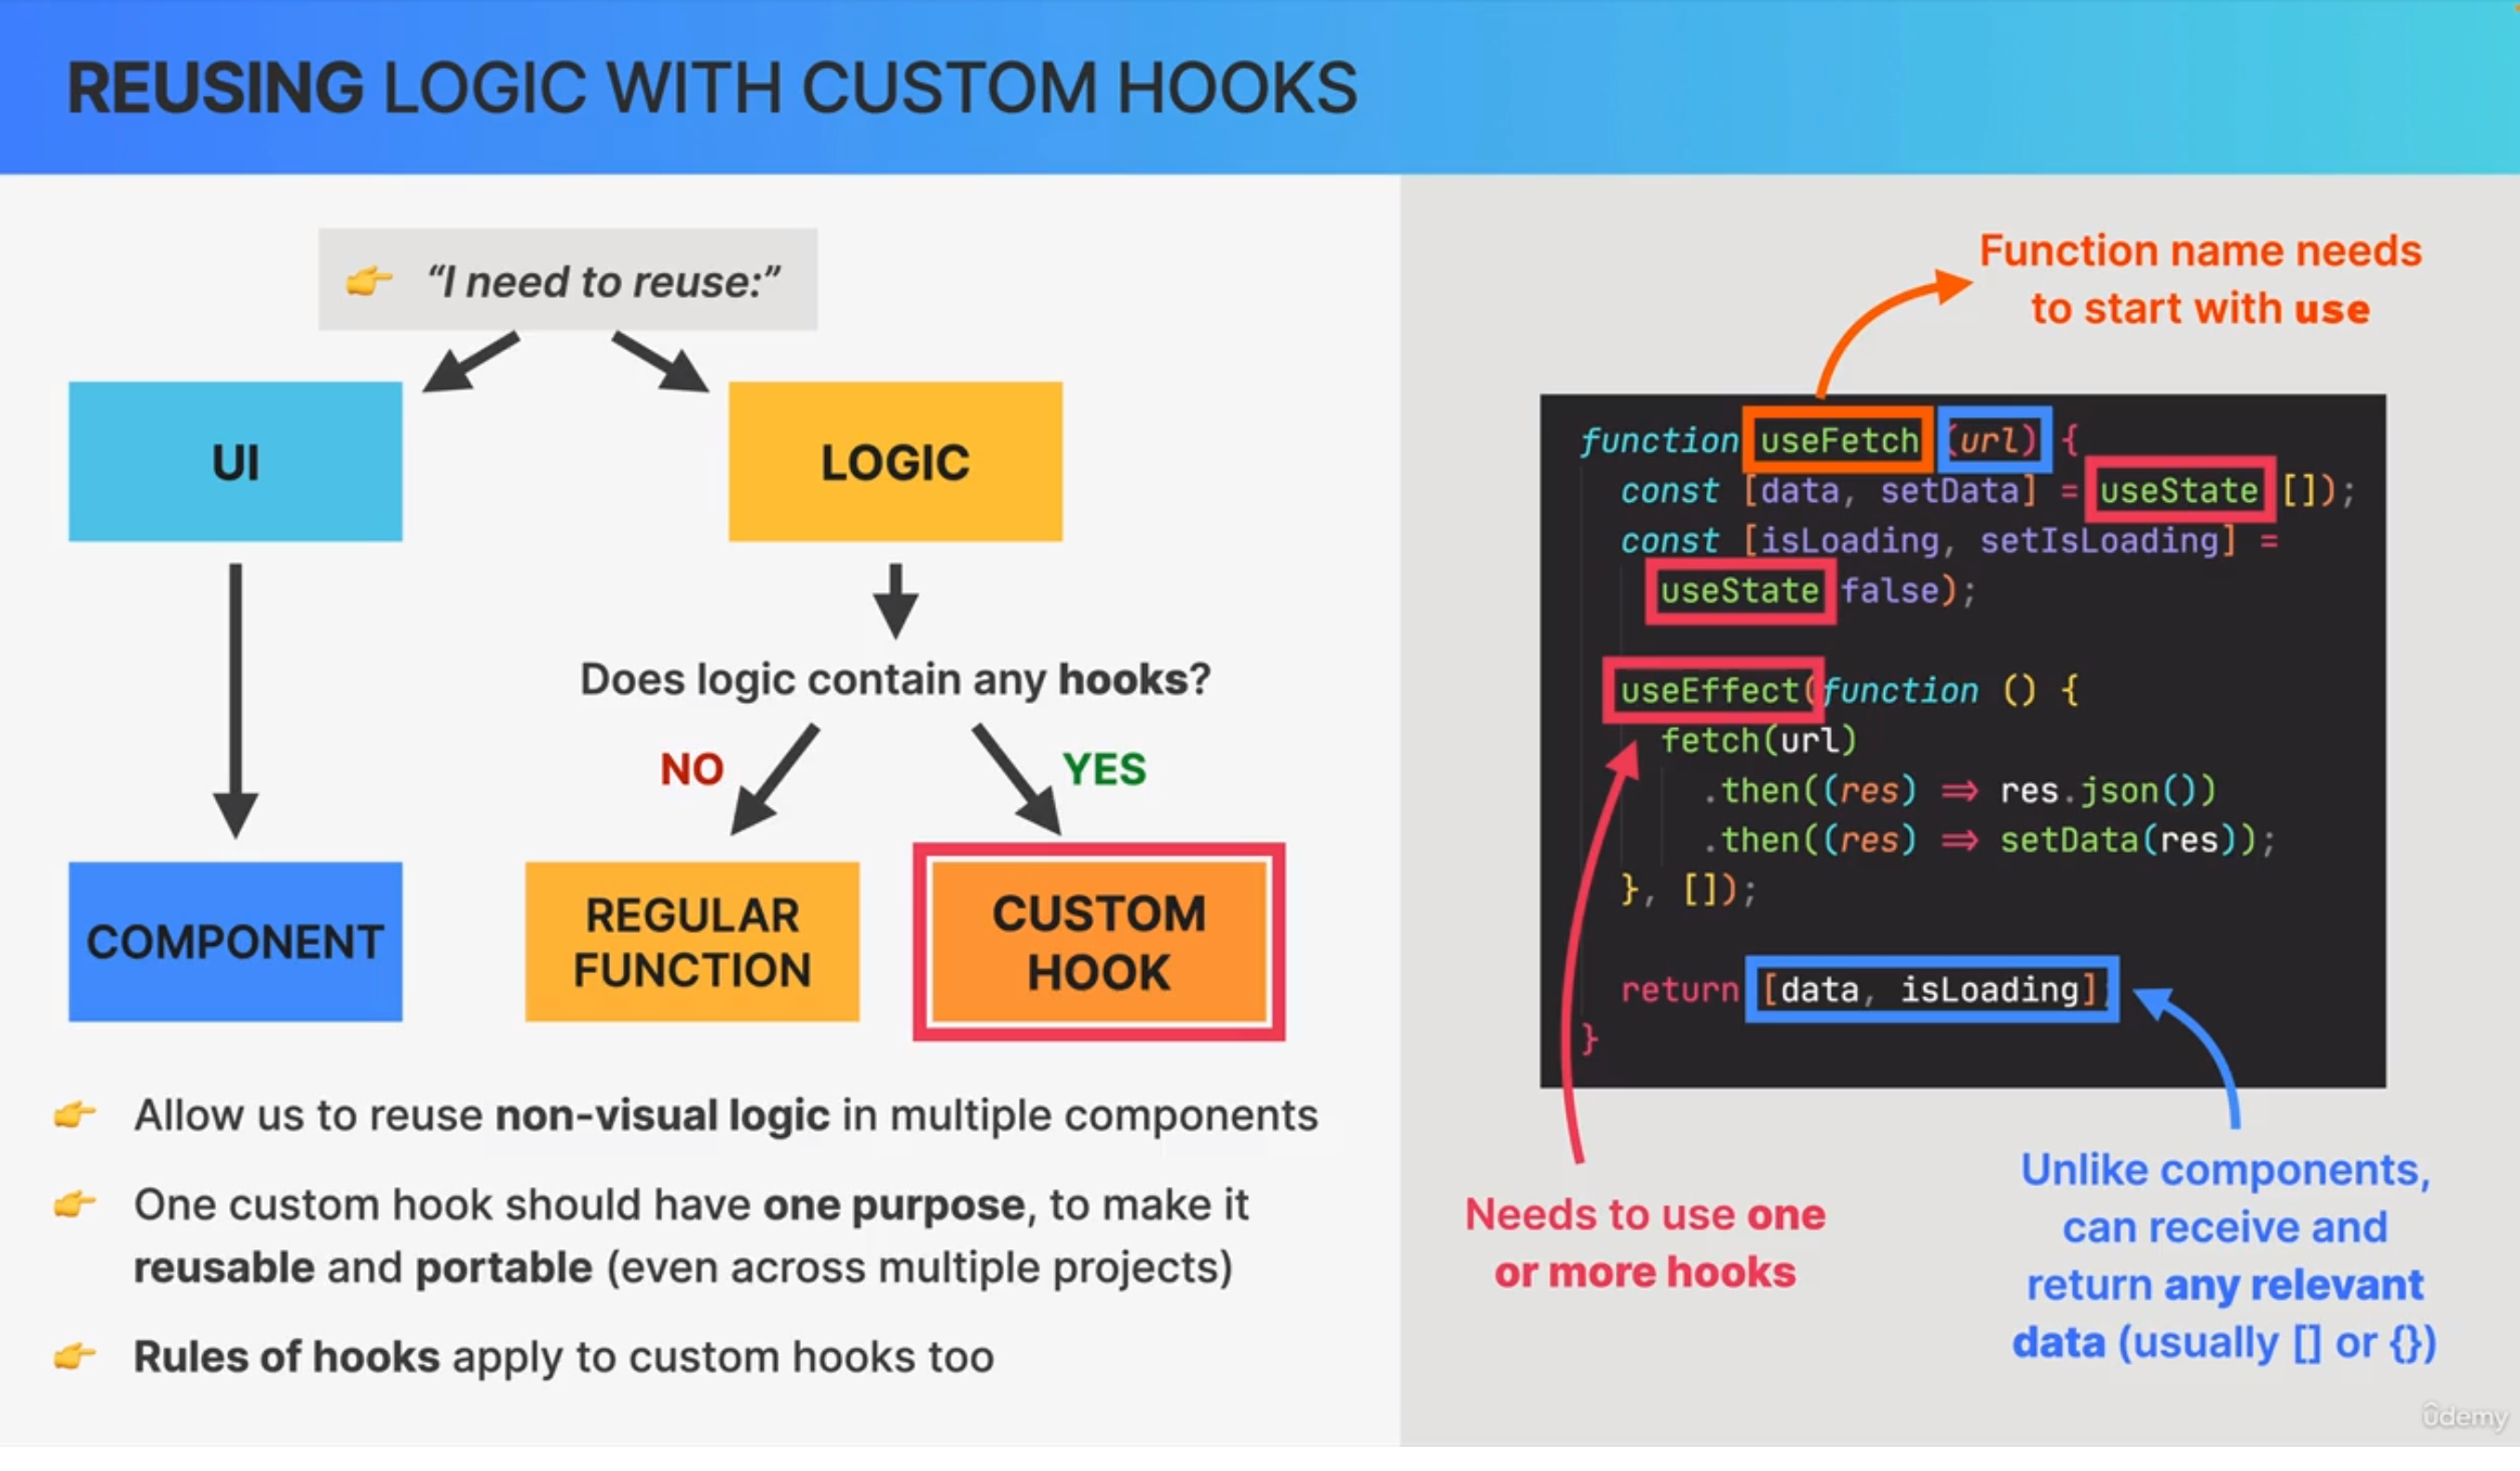 REUSING LOGIC WITH CUSTOM HOOKS
👉 “I need to reuse:”
UI
LOGIC
Does logic contain any hooks?
NO
YES
COMPONENT
REGULAR
FUNCTION
CUSTOM
HOOK
👉 Allow us to reuse non-visual logic in multiple components
👉 One custom hook should have one purpose, to make it
reusable and portable (even across multiple projects)
👉 Rules of hooks apply to custom hooks too
Function name needs
to start with use
function useFetch (url) {
const [data, setData] = useState []);
const [isLoading, setIsLoading] =
useState false);
useEffect(function () {
fetch(url)
.then((res) ⇒ res.json())
.then((res) ⇒ setData(res));
}, []);
return [data, isLoading];
}
Needs to use one
or more hooks
Unlike components,
can receive and
return any relevant
data (usually [] or {})
ûdemy